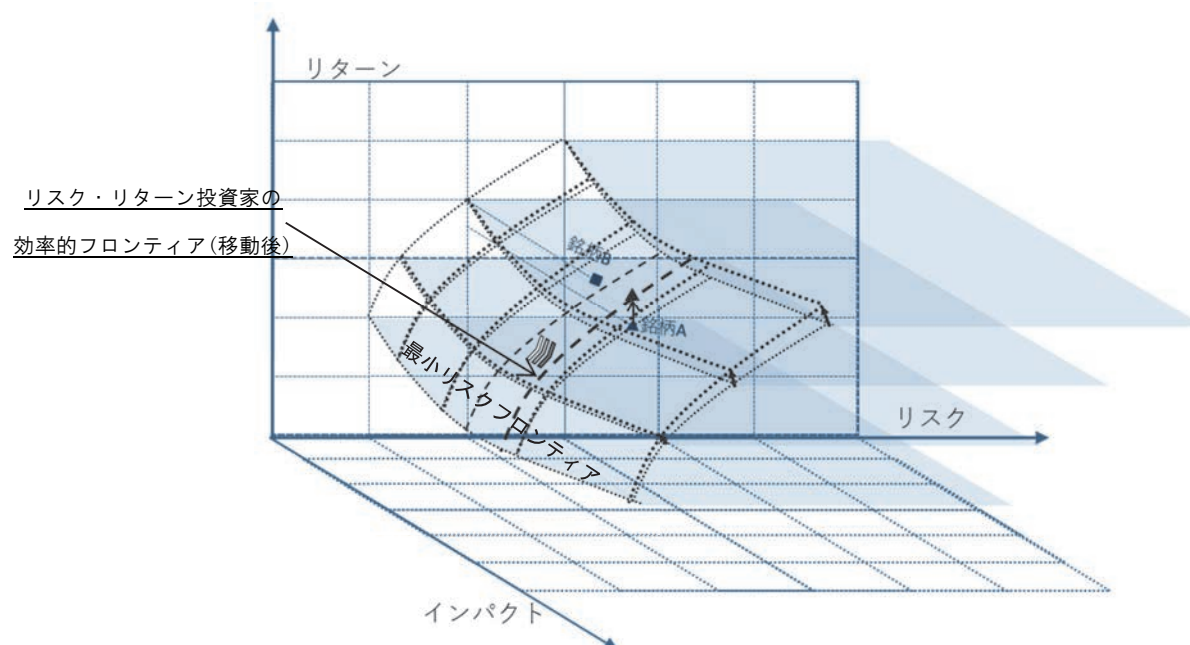 リターン
リスク・リターン投資家の
効率的フロンティア(移動後)
銘柄B
銘柄A
最小リスクフロンティア
リスク
インパクト